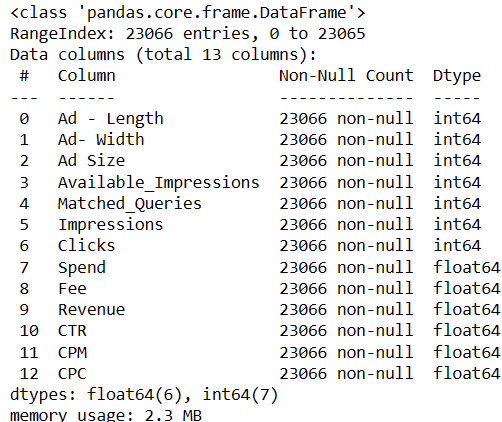 <class 'pandas.core.frame.DataFrame'>
RangeIndex: 23066 entries, 0 to 23065
Data columns (total 13 columns):
 #   Column                 Non-Null Count  Dtype
---  ------                 --------------  -----
 0   Ad - Length            23066 non-null  int64
 1   Ad- Width              23066 non-null  int64
 2   Ad Size                23066 non-null  int64
 3   Available_Impressions  23066 non-null  int64
 4   Matched_Queries        23066 non-null  int64
 5   Impressions            23066 non-null  int64
 6   Clicks                 23066 non-null  int64
 7   Spend                  23066 non-null  float64
 8   Fee                    23066 non-null  float64
 9   Revenue                23066 non-null  float64
 10  CTR                    23066 non-null  float64
 11  CPM                    23066 non-null  float64
 12  CPC                    23066 non-null  float64
dtypes: float64(6), int64(7)
memory usage: 2.3 MB